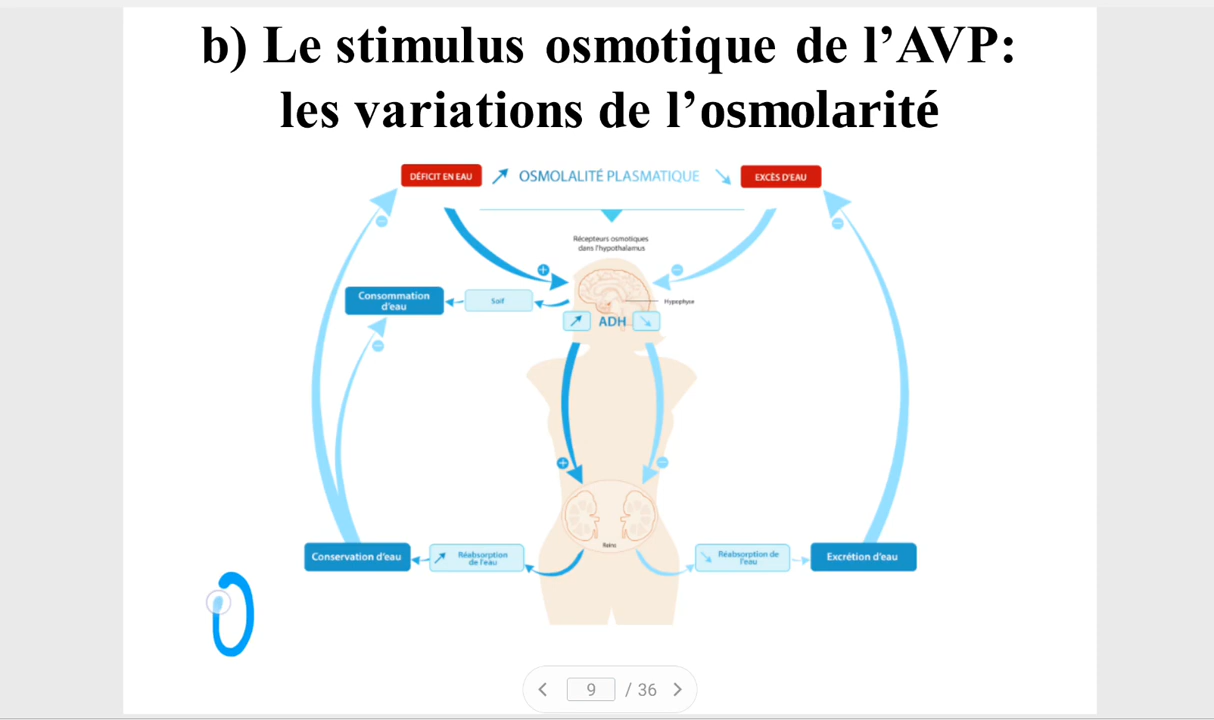 b) Le stimulus osmotique de l’AVP:
les variations de l’osmolarité
DÉFICIT EN EAU
OSMOLALITÉ PLASMATIQUE
EXCÈS D'EAU
Récepteurs osmotiques
dans l'hypothalamus
Consommation
d'eau
Soif
Hypophyse
ADH
Reins
Conservation d'eau
Réabsorption
de l'eau
Réabsorption de
l'eau
Excrétion d'eau
9 / 36